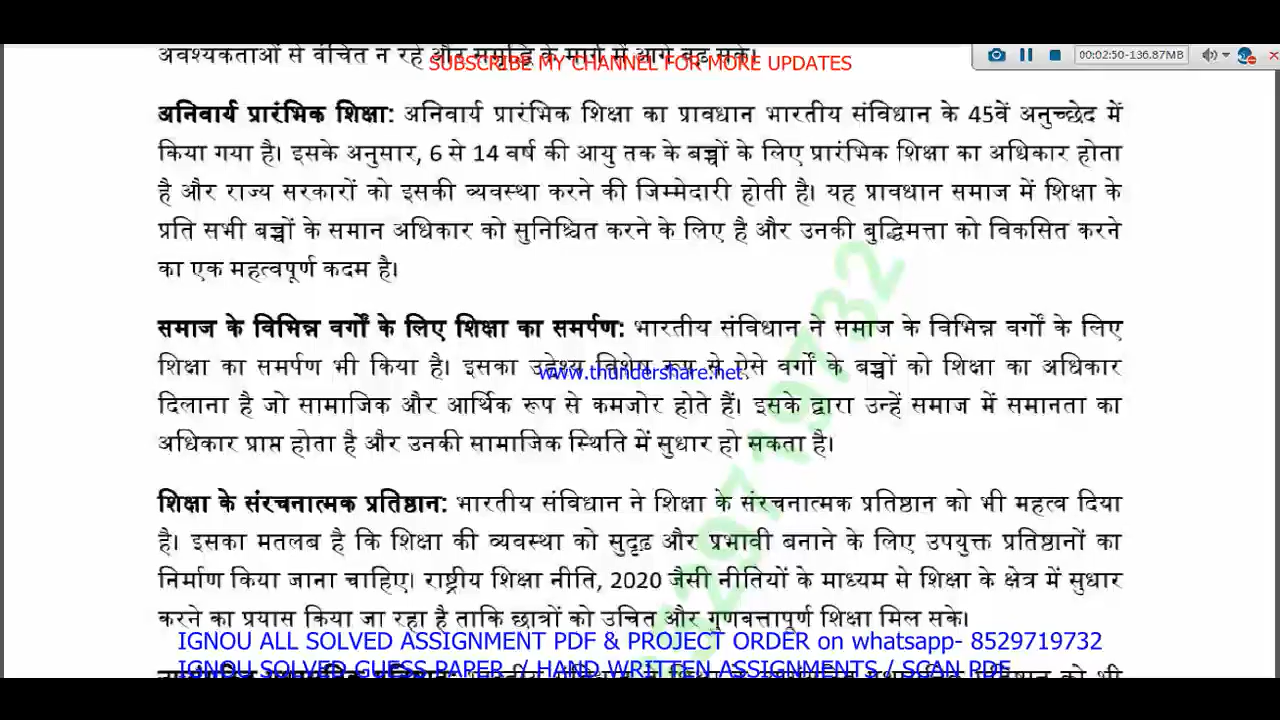 अवश्यकताओं से वंचित न रहे और समृद्धि के मार्ग में आगे बढ़ सके।
SUBSCRIBE MY CHANNEL FOR MORE UPDATES
00:02:50-136.87MB
अनिवार्य प्रारंभिक शिक्षा: अनिवार्य प्रारंभिक शिक्षा का प्रावधान भारतीय संविधान के 45वें अनुच्छेद में
किया गया है। इसके अनुसार, 6 से 14 वर्ष की आयु तक के बच्चों के लिए प्रारंभिक शिक्षा का अधिकार होता
है और राज्य सरकारों को इसकी व्यवस्था करने की जिम्मेदारी होती है। यह प्रावधान समाज में शिक्षा के
प्रति सभी बच्चों के समान अधिकार को सुनिश्चित करने के लिए है और उनकी बुद्धिमत्ता को विकसित करने
का एक महत्वपूर्ण कदम है।
समाज के विभिन्न वर्गों के लिए शिक्षा का समर्पण: भारतीय संविधान ने समाज के विभिन्न वर्गों के लिए
शिक्षा का समर्पण भी किया है। इसका उद्देश्य विशेष रूप से ऐसे वर्गों के बच्चों को शिक्षा का अधिकार
www.thundershare.net
दिलाना है जो सामाजिक और आर्थिक रूप से कमजोर होते हैं। इसके द्वारा उन्हें समाज में समानता का
अधिकार प्राप्त होता है और उनकी सामाजिक स्थिति में सुधार हो सकता है।
शिक्षा के संरचनात्मक प्रतिष्ठान: भारतीय संविधान ने शिक्षा के संरचनात्मक प्रतिष्ठान को भी महत्व दिया
है। इसका मतलब है कि शिक्षा की व्यवस्था को सुदृढ़ और प्रभावी बनाने के लिए उपयुक्त प्रतिष्ठानों का
निर्माण किया जाना चाहिए। राष्ट्रीय शिक्षा नीति, 2020 जैसी नीतियों के माध्यम से शिक्षा के क्षेत्र में सुधार
करने का प्रयास किया जा रहा है ताकि छात्रों को उचित और गुणवत्तापूर्ण शिक्षा मिल सके।
8529719732
IGNOU ALL SOLVED ASSIGNMENT PDF & PROJECT ORDER on whatsapp- 8529719732
IGNOU SOLVED GUESS PAPER / HAND WRITTEN ASSIGNMENTS / SCAN PDF